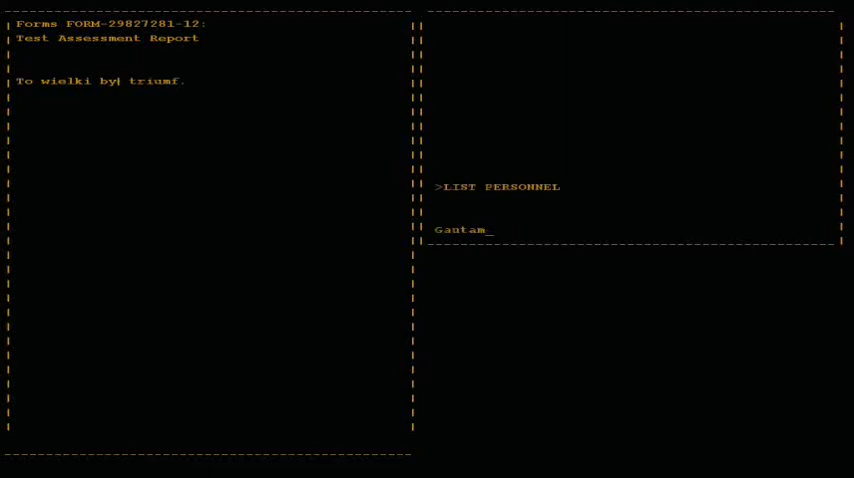 Forms FORM-29827281-12:
Test Assessment Report
To wielki był triumf.
>LIST PERSONNEL
Gautam_